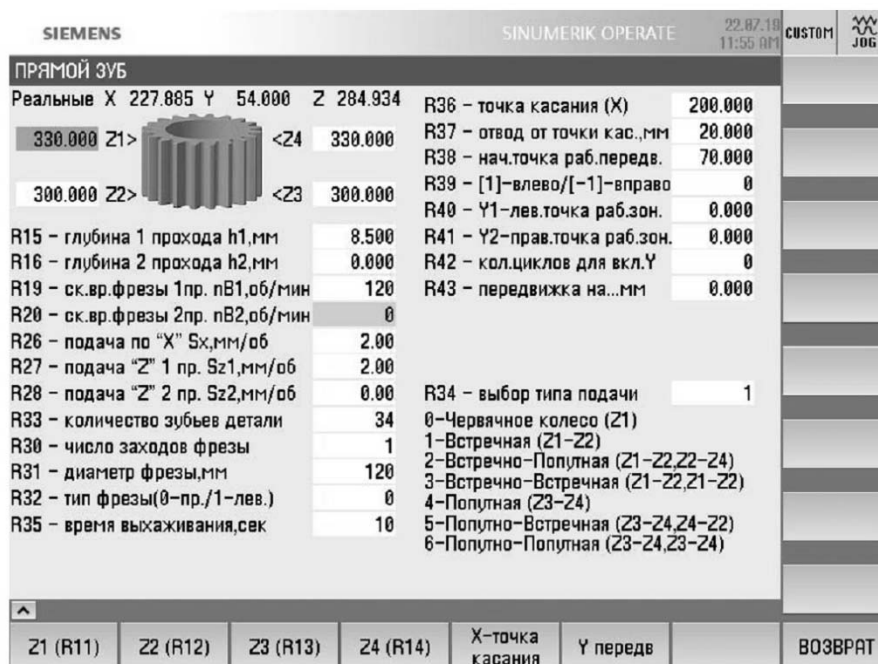 SIEMENS
SINUMERIK OPERATE
22.07.19
11:55 AM
CUSTOM
JOG
ПРЯМОЙ ЗУБ
Реальные X 227.885 Y 54.000 Z 284.934
330.000 Z1> <Z4 330.000
300.000 Z2> <Z3 300.000
R15 – глубина 1 прохода h1,мм 8.500
R16 – глубина 2 прохода h2,мм 0.000
R19 – ск.вр.фрезы 1пр. nB1,об/мин 120
R20 – ск.вр.фрезы 2пр. nB2,об/мин 0
R26 – подача по "X" Sx,мм/об 2.00
R27 – подача "Z" 1 пр. Sz1,мм/об 2.00
R28 – подача "Z" 2 пр. Sz2,мм/об 0.00
R33 – количество зубьев детали 34
R30 – число заходов фрезы 1
R31 – диаметр фрезы,мм 120
R32 – тип фрезы(0–пр./1–лев.) 0
R35 – время выхаживания,сек 10
R36 – точка касания (X) 200.000
R37 – отвод от точки кас.,мм 20.000
R38 – нач.точка раб.передв. 70.000
R39 – [1]–влево/[–1]–вправо 0
R40 – Y1–лев.точка раб.зон. 0.000
R41 – Y2–прав.точка раб.зон. 0.000
R42 – кол.циклов для вкл.Y 0
R43 – передвижка на...мм 0.000
R34 – выбор типа подачи 1
0–Червячное колесо (Z1)
1–Встречная (Z1–Z2)
2–Встречно–Попутная (Z1–Z2,Z2–Z4)
3–Встречно–Встречная (Z1–Z2,Z1–Z2)
4–Попутная (Z3–Z4)
5–Попутно–Встречная (Z3–Z4,Z4–Z2)
6–Попутно–Попутная (Z3–Z4,Z3–Z4)
Z1 (R11)
Z2 (R12)
Z3 (R13)
Z4 (R14)
X–точка
касания
Y передв
ВОЗВРАТ